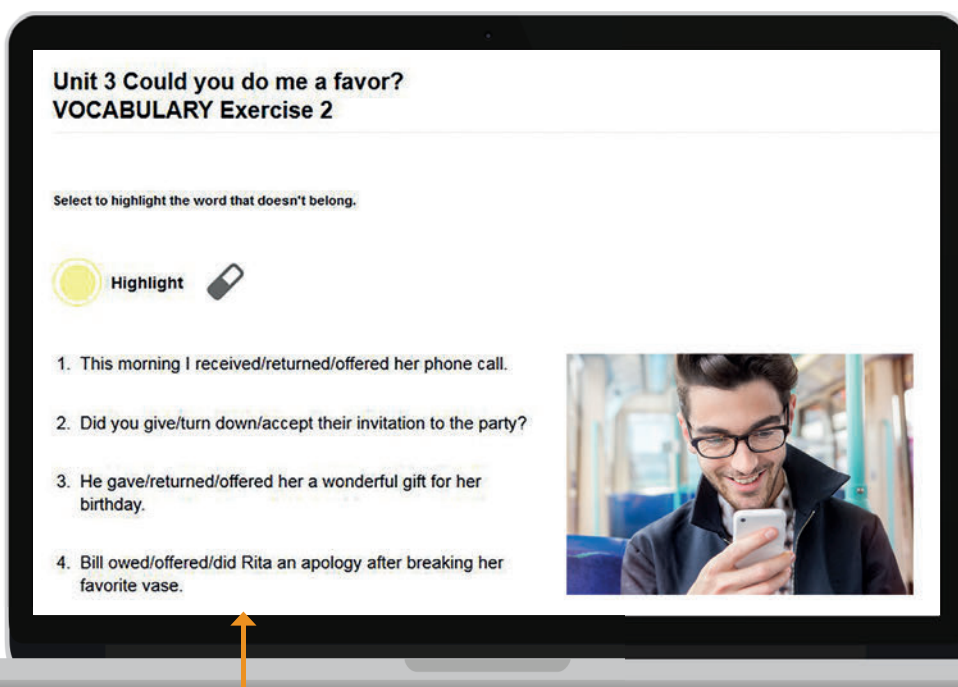 Unit 3 Could you do me a favor?
VOCABULARY Exercise 2
Select to highlight the word that doesn't belong.
Highlight
1. This morning I received/returned/offered her phone call.
2. Did you give/turn down/accept their invitation to the party?
3. He gave/returned/offered her a wonderful gift for her
birthday.
4. Bill owed/offered/did Rita an apology after breaking her
favorite vase.